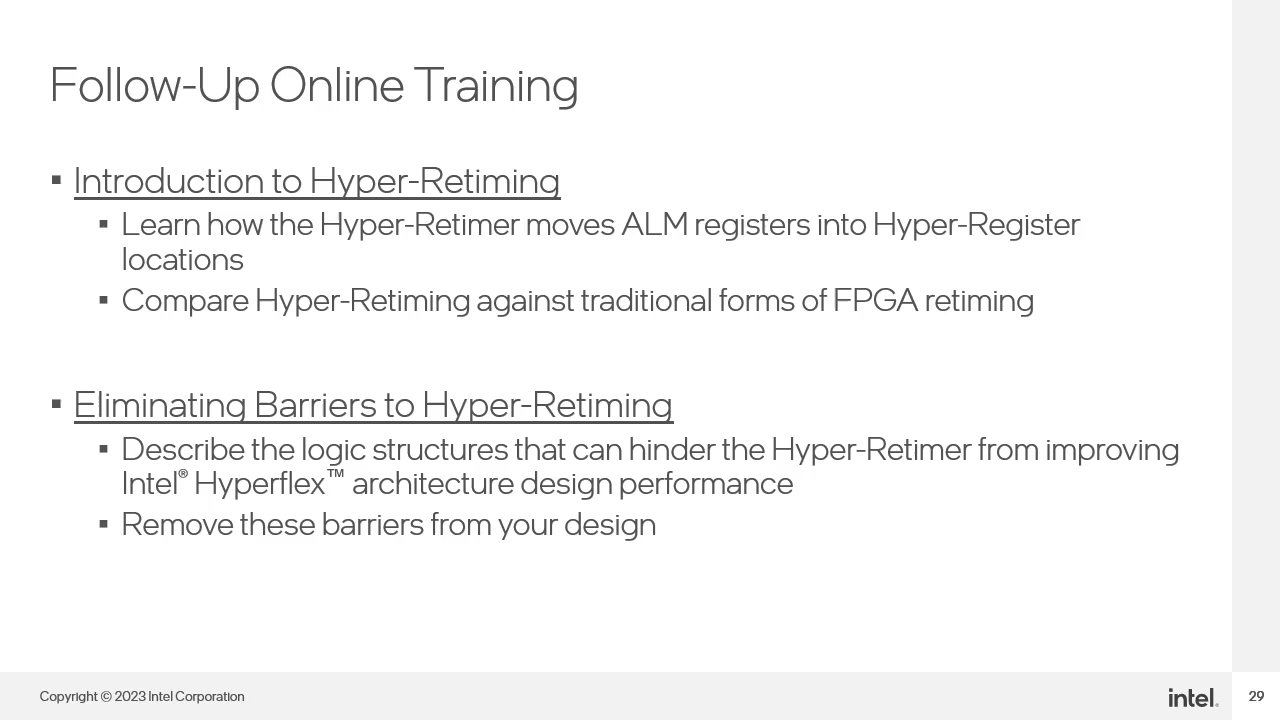 Follow-Up Online Training
▪ Introduction to Hyper-Retiming
▪ Learn how the Hyper-Retimer moves ALM registers into Hyper-Register
locations
▪ Compare Hyper-Retiming against traditional forms of FPGA retiming
▪ Eliminating Barriers to Hyper-Retiming
▪ Describe the logic structures that can hinder the Hyper-Retimer from improving
Intel® Hyperflex™ architecture design performance
▪ Remove these barriers from your design
Copyright © 2023 Intel Corporation
intel.
29